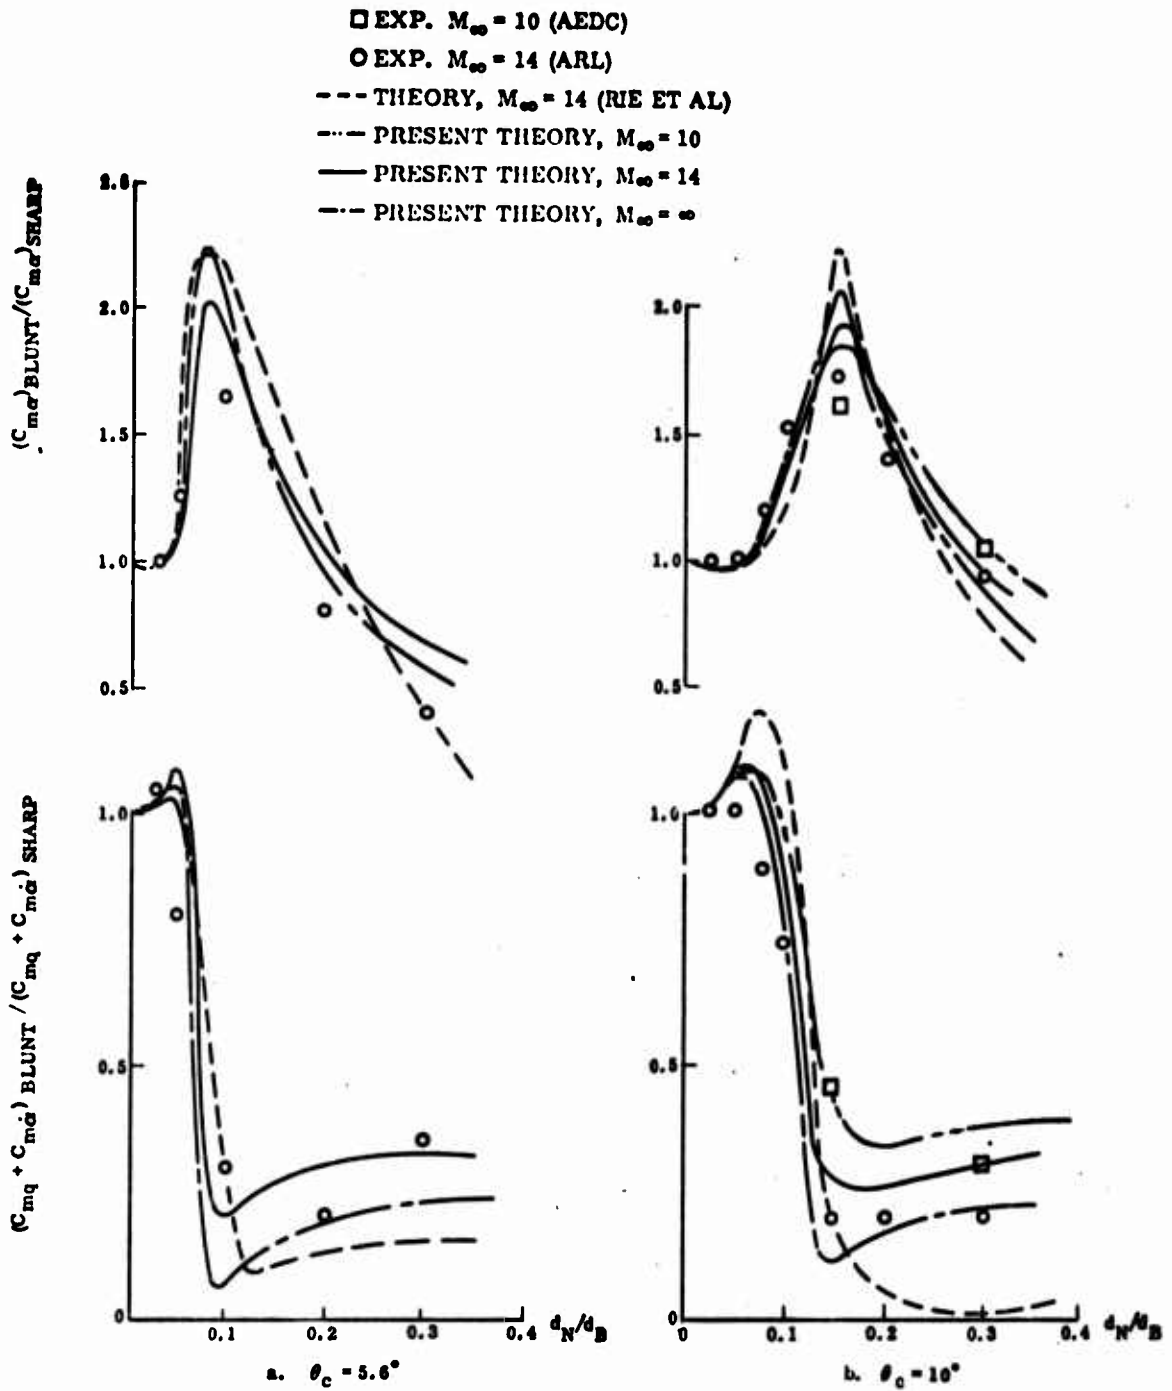 EXP. M∞ = 10 (AEDC)
EXP. M∞ = 14 (ARL)
THEORY, M∞ = 14 (RIE ET AL)
PRESENT THEORY, M∞ = 10
PRESENT THEORY, M∞ = 14
PRESENT THEORY, M∞ = ∞
(Cmα)BLUNT/(Cmα)SHARP
2.0
1.5
1.0
0.5
2.0
1.5
1.0
0.5
(Cmq + Cmα̇) BLUNT / (Cmq + Cmα̇) SHARP
1.0
0.5
0
0.1
0.2
0.3
0.4
dN/dB
1.0
0.5
0
0
0.1
0.2
0.3
0.4
dN/dB
a. θc = 5.6°
b. θc = 10°